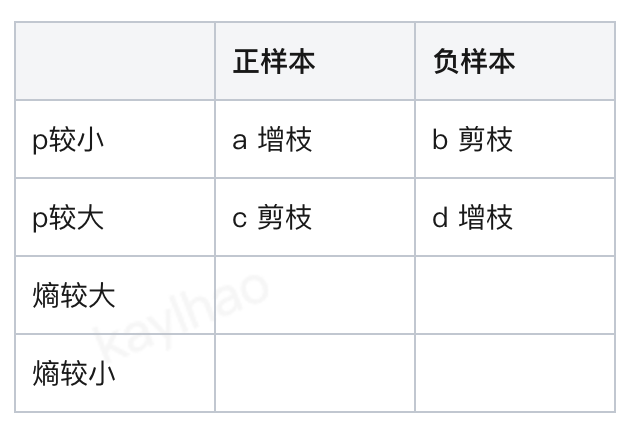 正样本 负样本
p较小 a 增枝 b 剪枝
p较大 c 剪枝 d 增枝
熵较大
熵较小
kaylhao